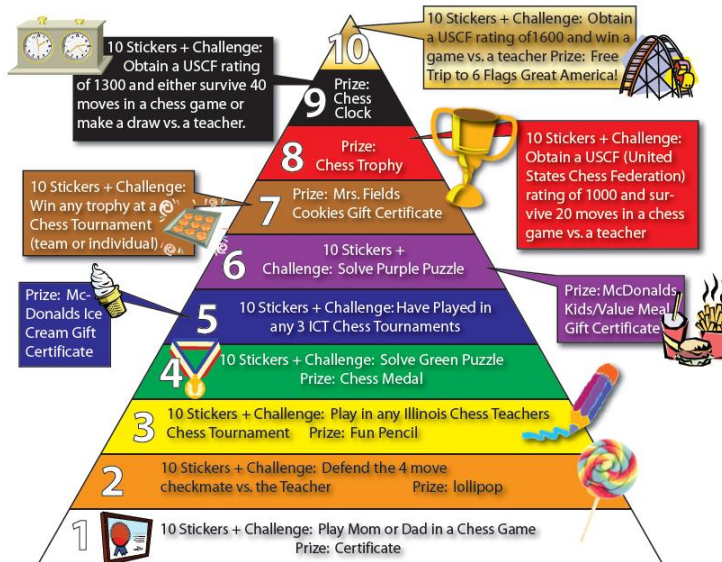 10
10 Stickers + Challenge: Obtain
a USCF rating of1600 and win a
game vs. a teacher Prize: Free
Trip to 6 Flags Great America!
10 Stickers + Challenge:
Obtain a USCF rating
of 1300 and either survive 40
moves in a chess game or
make a draw vs. a teacher.
9
Prize:
Chess
Clock
8
Prize:
Chess Trophy
10 Stickers + Challenge:
Obtain a USCF (United
States Chess Federation)
rating of 1000 and sur-
vive 20 moves in a chess
game vs. a teacher
10 Stickers + Challenge:
Win any trophy at a
Chess Tournament
(team or individual)
7
Prize: Mrs. Fields
Cookies Gift Certificate
6
10 Stickers +
Challenge: Solve Purple Puzzle
Prize: McDonalds
Kids/Value Meal
Gift Certificate
Prize: Mc-
Donalds Ice
Cream Gift
Certificate
5
10 Stickers + Challenge: Have Played in
any 3 ICT Chess Tournaments
4
10 Stickers + Challenge: Solve Green Puzzle
Prize: Chess Medal
3
10 Stickers + Challenge: Play in any Illinois Chess Teachers
Chess Tournament Prize: Fun Pencil
2
10 Stickers + Challenge: Defend the 4 move
checkmate vs. the Teacher Prize: lollipop
1
10 Stickers + Challenge: Play Mom or Dad in a Chess Game
Prize: Certificate